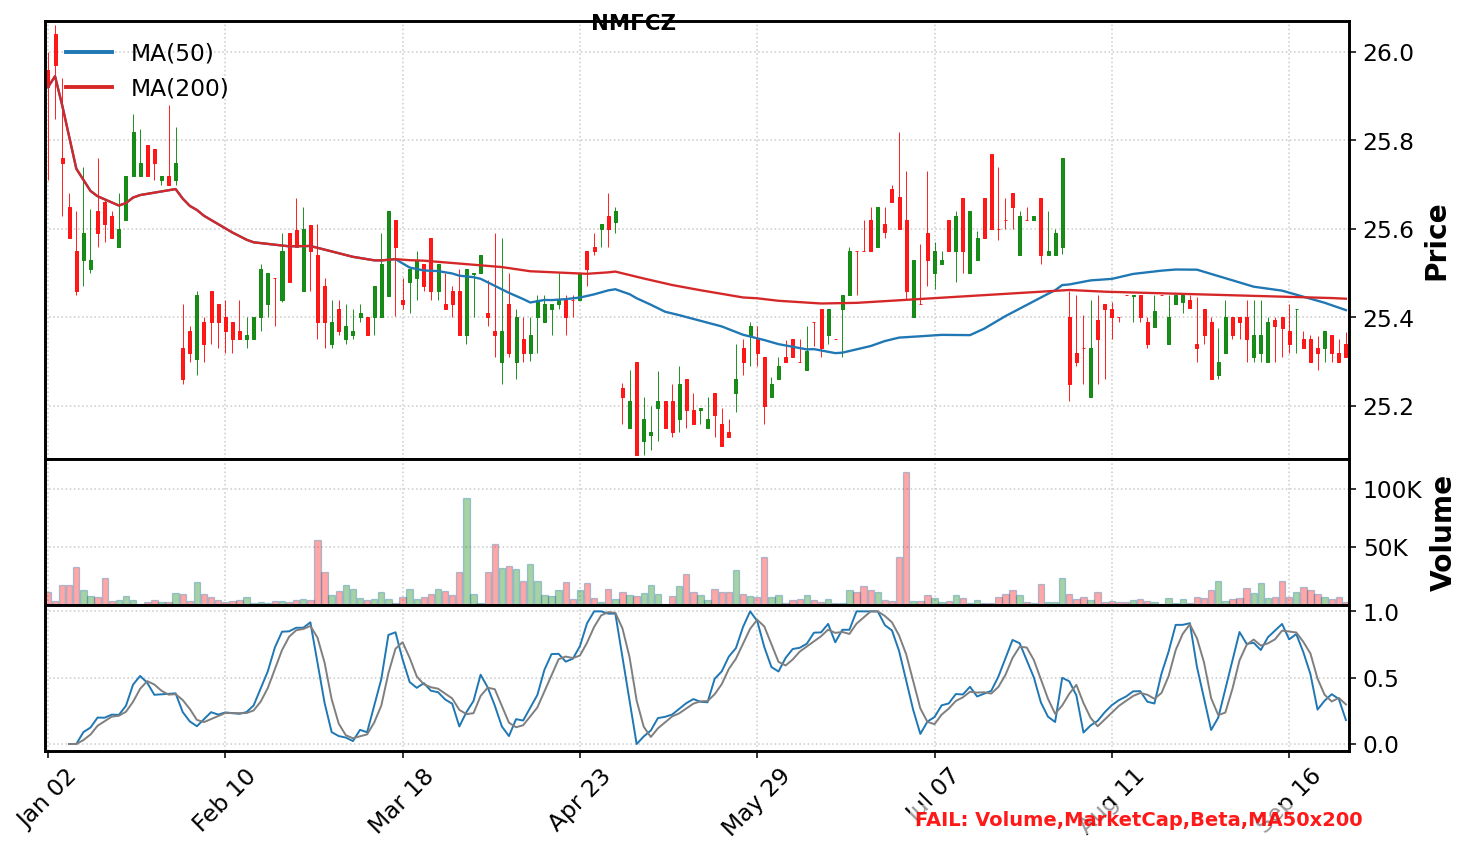 NMFCZ
MA(50)
MA(200)
26.0
25.8
25.6
25.4
25.2
Price
100K
50K
Volume
1.0
0.5
0.0
Jan 02
Feb 10
Mar 18
Apr 23
May 29
Jul 07
Aug 11
Sep 16
FAIL: Volume,MarketCap,Beta,MA50x200